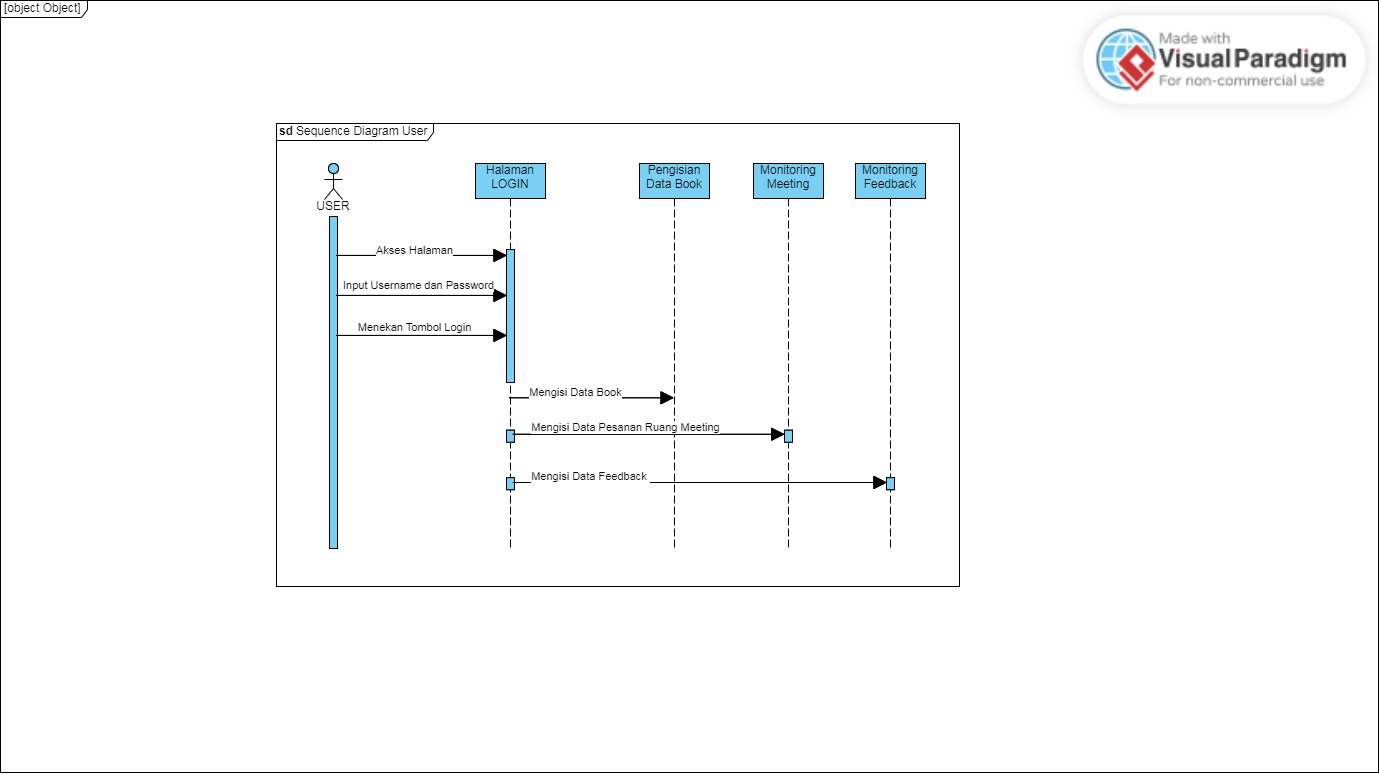 [object Object]
Made with
Visual Paradigm
For non-commercial use
sd Sequence Diagram User
USER
Halaman
LOGIN
Pengisian
Data Book
Monitoring
Meeting
Monitoring
Feedback
Akses Halaman
Input Username dan Password
Menekan Tombol Login
Mengisi Data Book
Mengisi Data Pesanan Ruang Meeting
Mengisi Data Feedback